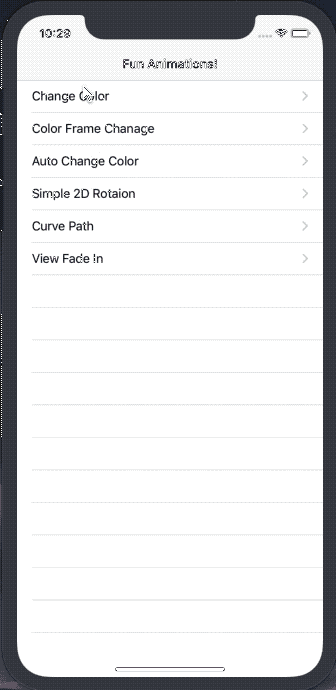 10:29
Fun Animations!
Change Color
Color Frame Chanage
Auto Change Color
Simple 2D Rotaion
Curve Path
View Fade In